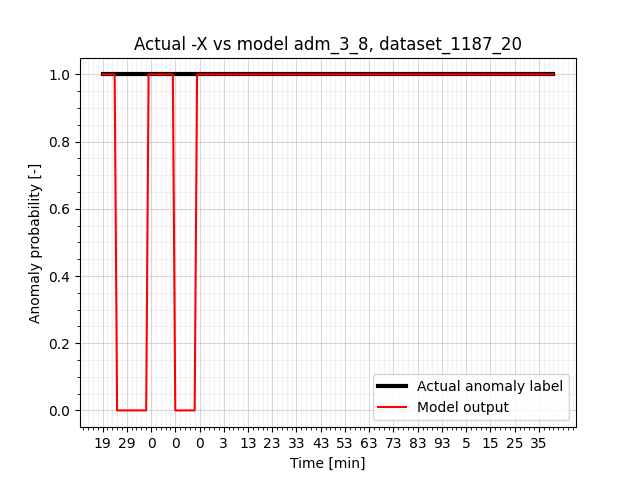 Actual -X vs model adm_3_8, dataset_1187_20
1.0
0.8
0.6
0.4
0.2
0.0
Anomaly probability [-]
Actual anomaly label
Model output
19 29 0 0 0 3 13 23 33 43 53 63 73 83 93 5 15 25 35
Time [min]